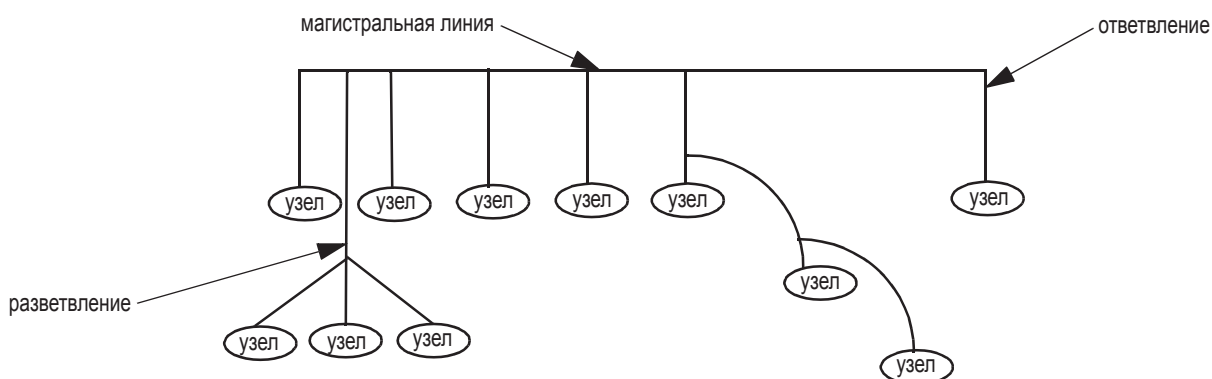 магистральная линия
ответвление
узел узел узел узел узел узел
узел
разветвление
узел узел узел
узел